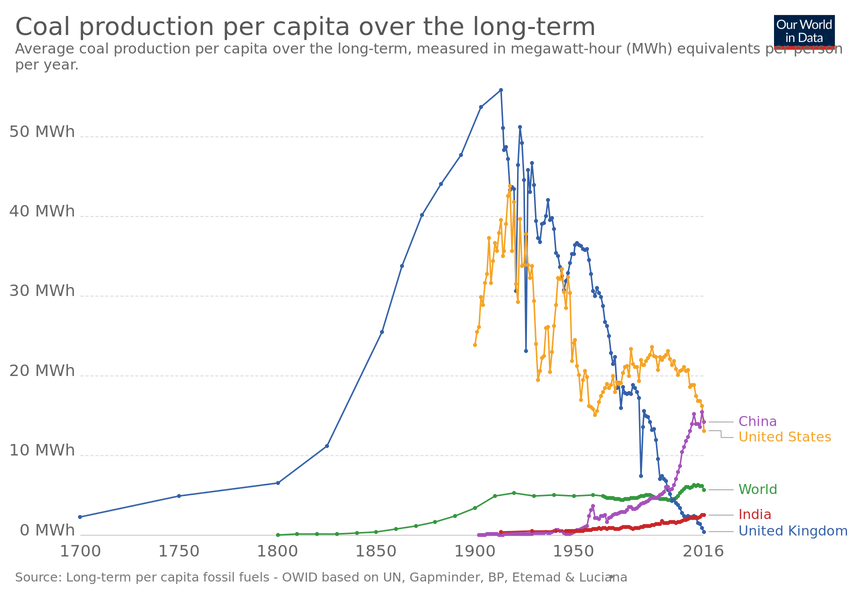 Coal production per capita over the long-term
Our World
in Data
Average coal production per capita over the long-term, measured in megawatt-hour (MWh) equivalents per person
per year.
50 MWh
40 MWh
30 MWh
20 MWh
10 MWh
0 MWh
China
United States
World
India
United Kingdom
1700
1750
1800
1850
1900
1950
2016
Source: Long-term per capita fossil fuels - OWID based on UN, Gapminder, BP, Etemad & Luciana